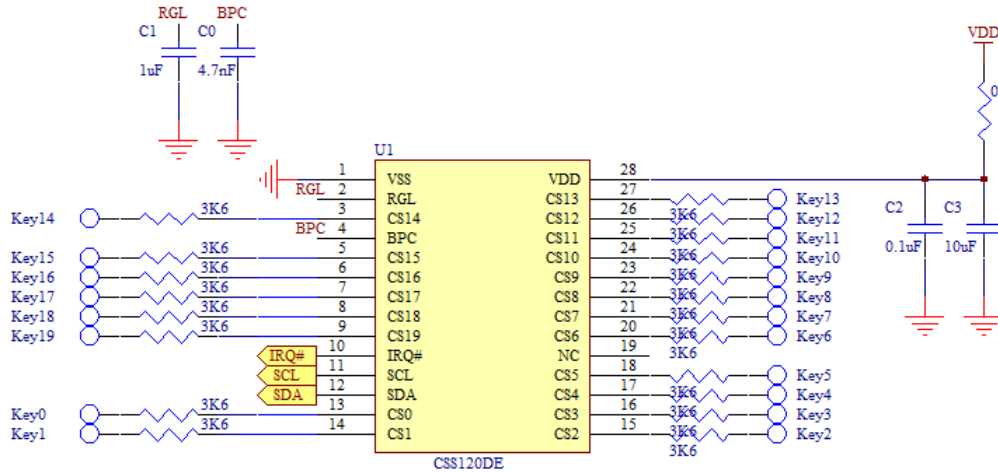 RGL BPC
C1 C0
1uF 4.7nF
VDD
0
U1
1 VSS VDD 28
RGL 2 RGL CS13 27 Key13
Key14 3K6 3 CS14 CS12 26 3K6 Key12
BPC 4 BPC CS11 25 3K6 Key11
Key15 3K6 5 CS15 CS10 24 3K6 Key10
Key16 3K6 6 CS16 CS9 23 3K6 Key9
Key17 3K6 7 CS17 CS8 22 3K6 Key8
Key18 3K6 8 CS18 CS7 21 3K6 Key7
Key19 3K6 9 CS19 CS6 20 3K6 Key6
IRQ# 10 IRQ# NC 19 3K6
SCL 11 SCL CS5 18 Key5
SDA 12 SDA CS4 17 3K6 Key4
Key0 3K6 13 CS0 CS3 16 3K6 Key3
Key1 3K6 14 CS1 CS2 15 3K6 Key2
3K6
C2 C3
0.1uF 10uF
CSS120DE